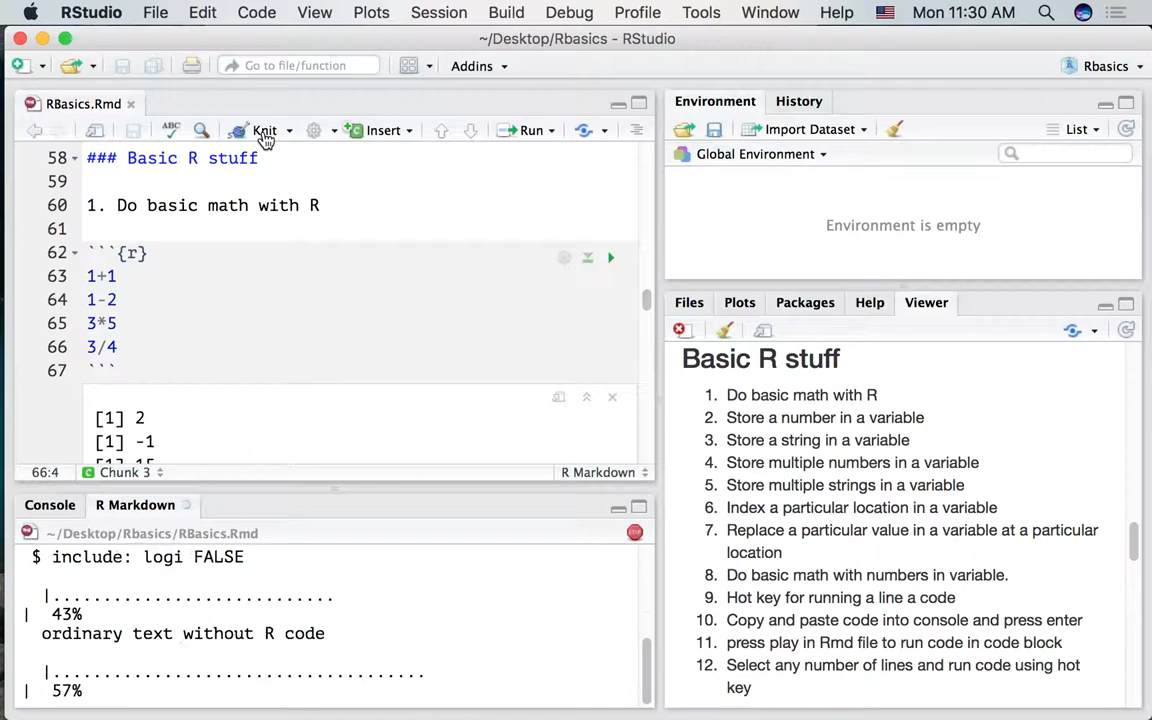 RStudio File Edit Code View Plots Session Build Debug Profile Tools Window Help Mon 11:30 AM
~/Desktop/Rbasics - RStudio
Go to file/function Addins Rbasics
RBasics.Rmd
ABC Knit Insert Run
58 ### Basic R stuff
59
60 1. Do basic math with R
61
62 ```{r}
63 1+1
64 1-2
65 3*5
66 3/4
67 ```
[1] 2
[1] -1
[1] 15
66:4 Chunk 3 R Markdown
Console R Markdown
~/Desktop/Rbasics/RBasics.Rmd
$ include: logi FALSE
|...........................
| 43%
ordinary text without R code
|.....................................
| 57%
Environment History
Import Dataset List
Global Environment
Environment is empty
Files Plots Packages Help Viewer
Basic R stuff
1. Do basic math with R
2. Store a number in a variable
3. Store a string in a variable
4. Store multiple numbers in a variable
5. Store multiple strings in a variable
6. Index a particular location in a variable
7. Replace a particular value in a variable at a particular
location
8. Do basic math with numbers in variable.
9. Hot key for running a line a code
10. Copy and paste code into console and press enter
11. press play in Rmd file to run code in code block
12. Select any number of lines and run code using hot
key